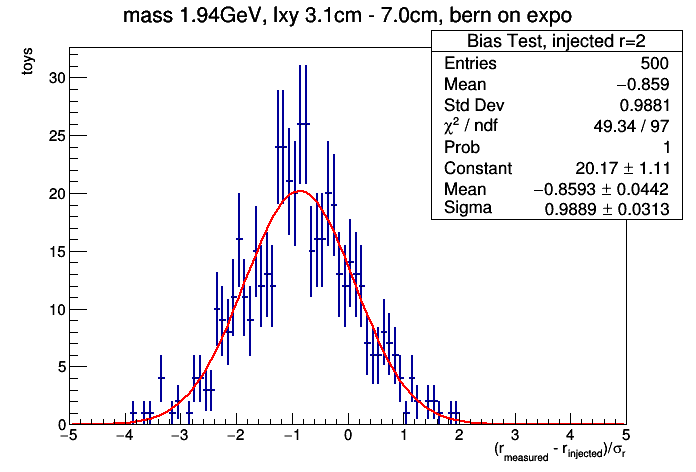 mass 1.94GeV, lxy 3.1cm - 7.0cm, bern on expo
toys
Bias Test, injected r=2
Entries 500
Mean −0.859
Std Dev 0.9881
χ² / ndf 49.34 / 97
Prob 1
Constant 20.17 ± 1.11
Mean −0.8593 ± 0.0442
Sigma 0.9889 ± 0.0313
30
25
20
15
10
5
0
−5 −4 −3 −2 −1 0 1 2 3 4 5
(r_measured - r_injected)/σ_r